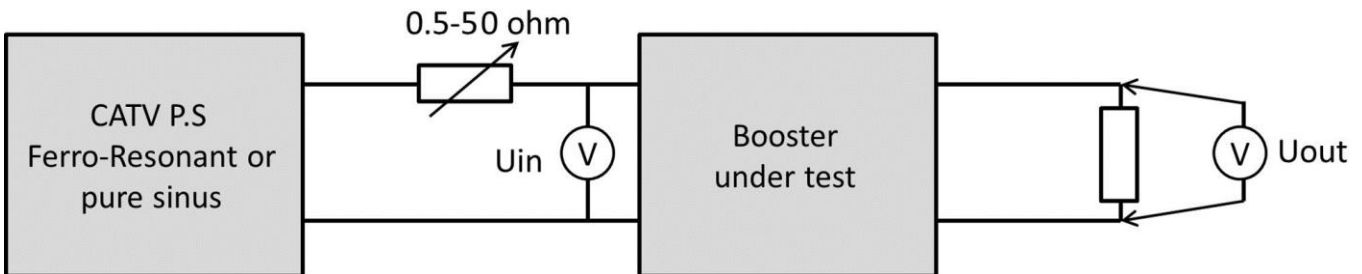 0.5-50 ohm
CATV P.S
Ferro-Resonant or
pure sinus
Uin
V
Booster
under test
V
Uout